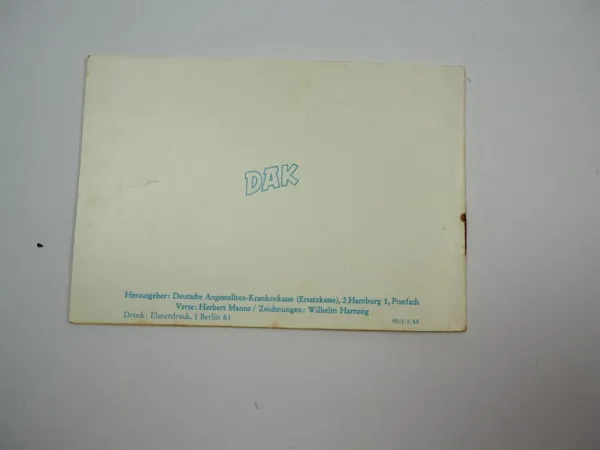 DAK
Herausgeber: Deutsche Angestellten-Krankenkasse (Ersatzkasse), 2 Hamburg 1, Postfach
Verse: Herbert Manns / Zeichnungen: Wilhelm Hartung
Druck: Elsnerdruck, 1 Berlin 61